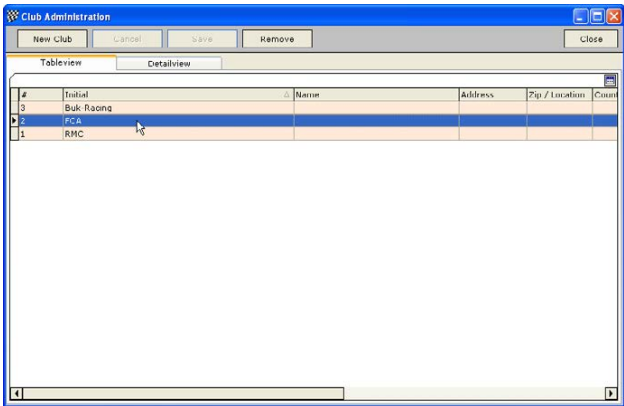 Club Administration
New Club Cancel Save Remove Close
Tableview Detailview
# Initial Name Address Zip / Location Count
3 Buk-Racing
2 FCA
1 RMC